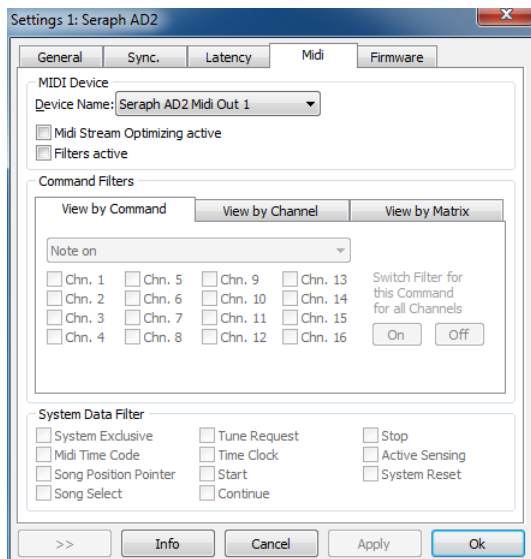 Settings 1: Seraph AD2
x
General Sync. Latency Midi Firmware
MIDI Device
Device Name: Seraph AD2 Midi Out 1
Midi Stream Optimizing active
Filters active
Command Filters
View by Command View by Channel View by Matrix
Note on
Chn. 1 Chn. 5 Chn. 9 Chn. 13 Switch Filter for
Chn. 2 Chn. 6 Chn. 10 Chn. 14 this Command
Chn. 3 Chn. 7 Chn. 11 Chn. 15 for all Channels
Chn. 4 Chn. 8 Chn. 12 Chn. 16 On Off
System Data Filter
System Exclusive Tune Request Stop
Midi Time Code Time Clock Active Sensing
Song Position Pointer Start System Reset
Song Select Continue
>> Info Cancel Apply Ok